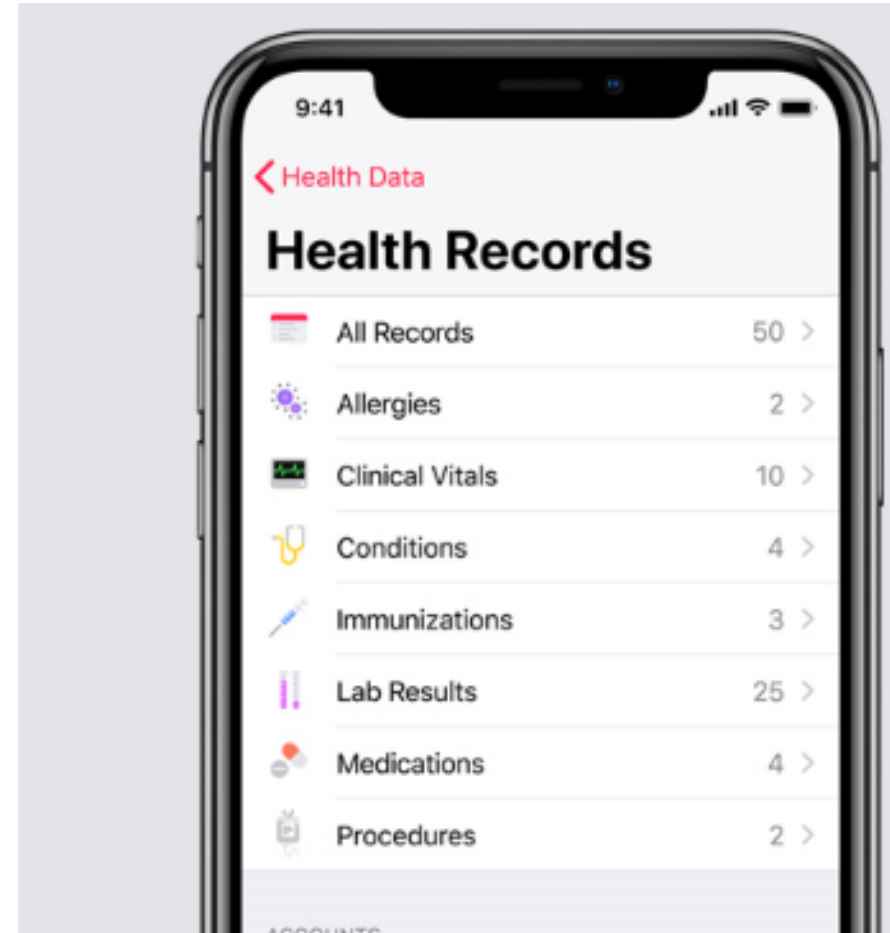 9:41
Health Data
Health Records
All Records 50
Allergies 2
Clinical Vitals 10
Conditions 4
Immunizations 3
Lab Results 25
Medications 4
Procedures 2
ACCOUNTS